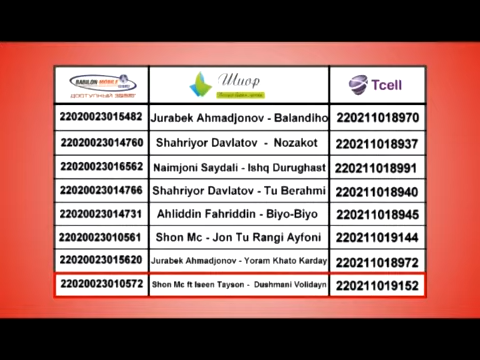 BABILON MOBILE Шиор Tcell
22020023015482 Jurabek Ahmadjonov - Balandiho 220211018970
22020023014760 Shahriyor Davlatov - Nozakot 220211018937
22020023016562 Naimjoni Saydali - Ishq Durughast 220211018991
22020023014766 Shahriyor Davlatov - Tu Berahmi 220211018940
22020023014731 Ahliddin Fahriddin - Biyo-Biyo 220211018945
22020023010561 Shon Mc - Jon Tu Rangi Ayfoni 220211019144
22020023015620 Jurabek Ahmadjonov - Yoram Khato Karday 220211018972
22020023010572 Shon Mc ft Iseen Tayson - Dushmani Volidayn 220211019152